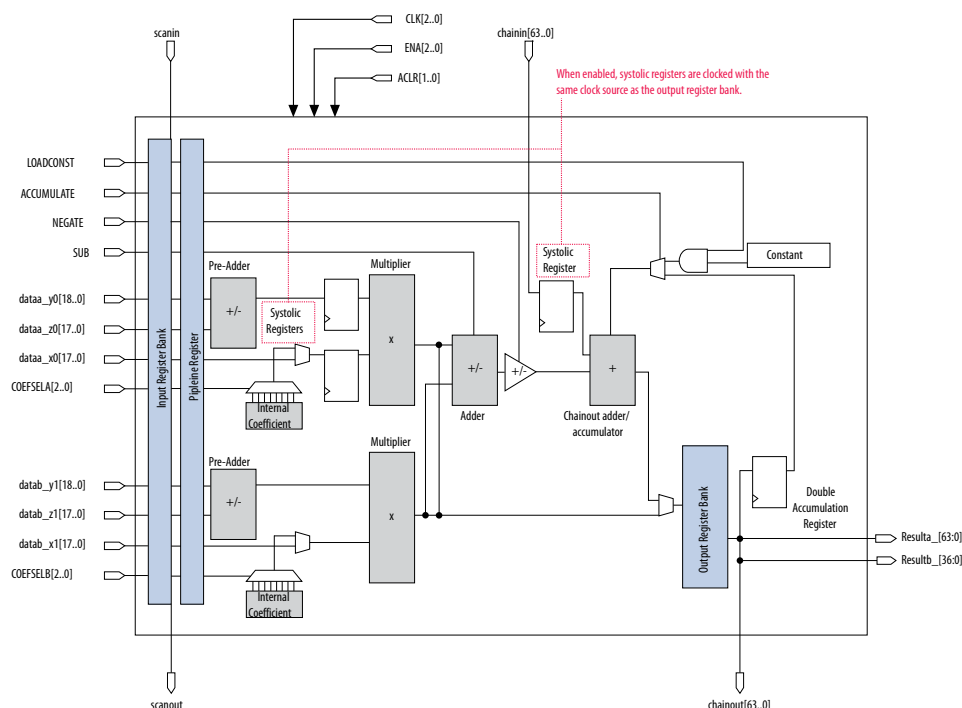 CLK[2..0]
scanin
chainin[63..0]
ENA[2..0]
ACLR[1..0]
When enabled, systolic registers are clocked with the
same clock source as the output register bank.
LOADCONST
ACCUMULATE
NEGATE
SUB
dataa_y0[18..0]
dataa_z0[17..0]
dataa_x0[17..0]
COEFSELA[2..0]
datab_y1[18..0]
datab_z1[17..0]
datab_x1[17..0]
COEFSELB[2..0]
Input Register Bank
Pipleine Register
Pre-Adder
+/-
Systolic
Registers
Internal
Coefficient
Multiplier
x
Pre-Adder
+/-
Internal
Coefficient
Multiplier
x
+/-
Adder
+/-
Systolic
Register
+
Chainout adder/
accumulator
Constant
Output Register Bank
Double
Accumulation
Register
Resulta_[63:0]
Resultb_[36:0]
scanout
chainout[63..0]